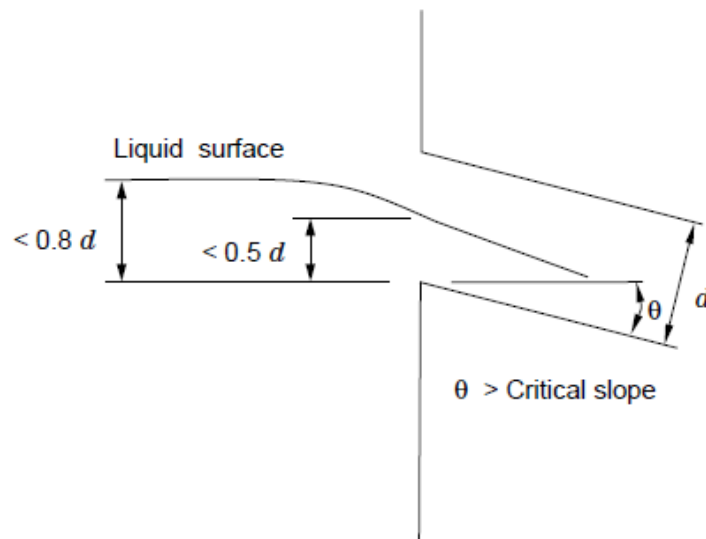 Liquid surface
< 0.8 d
< 0.5 d
θ
d
θ > Critical slope